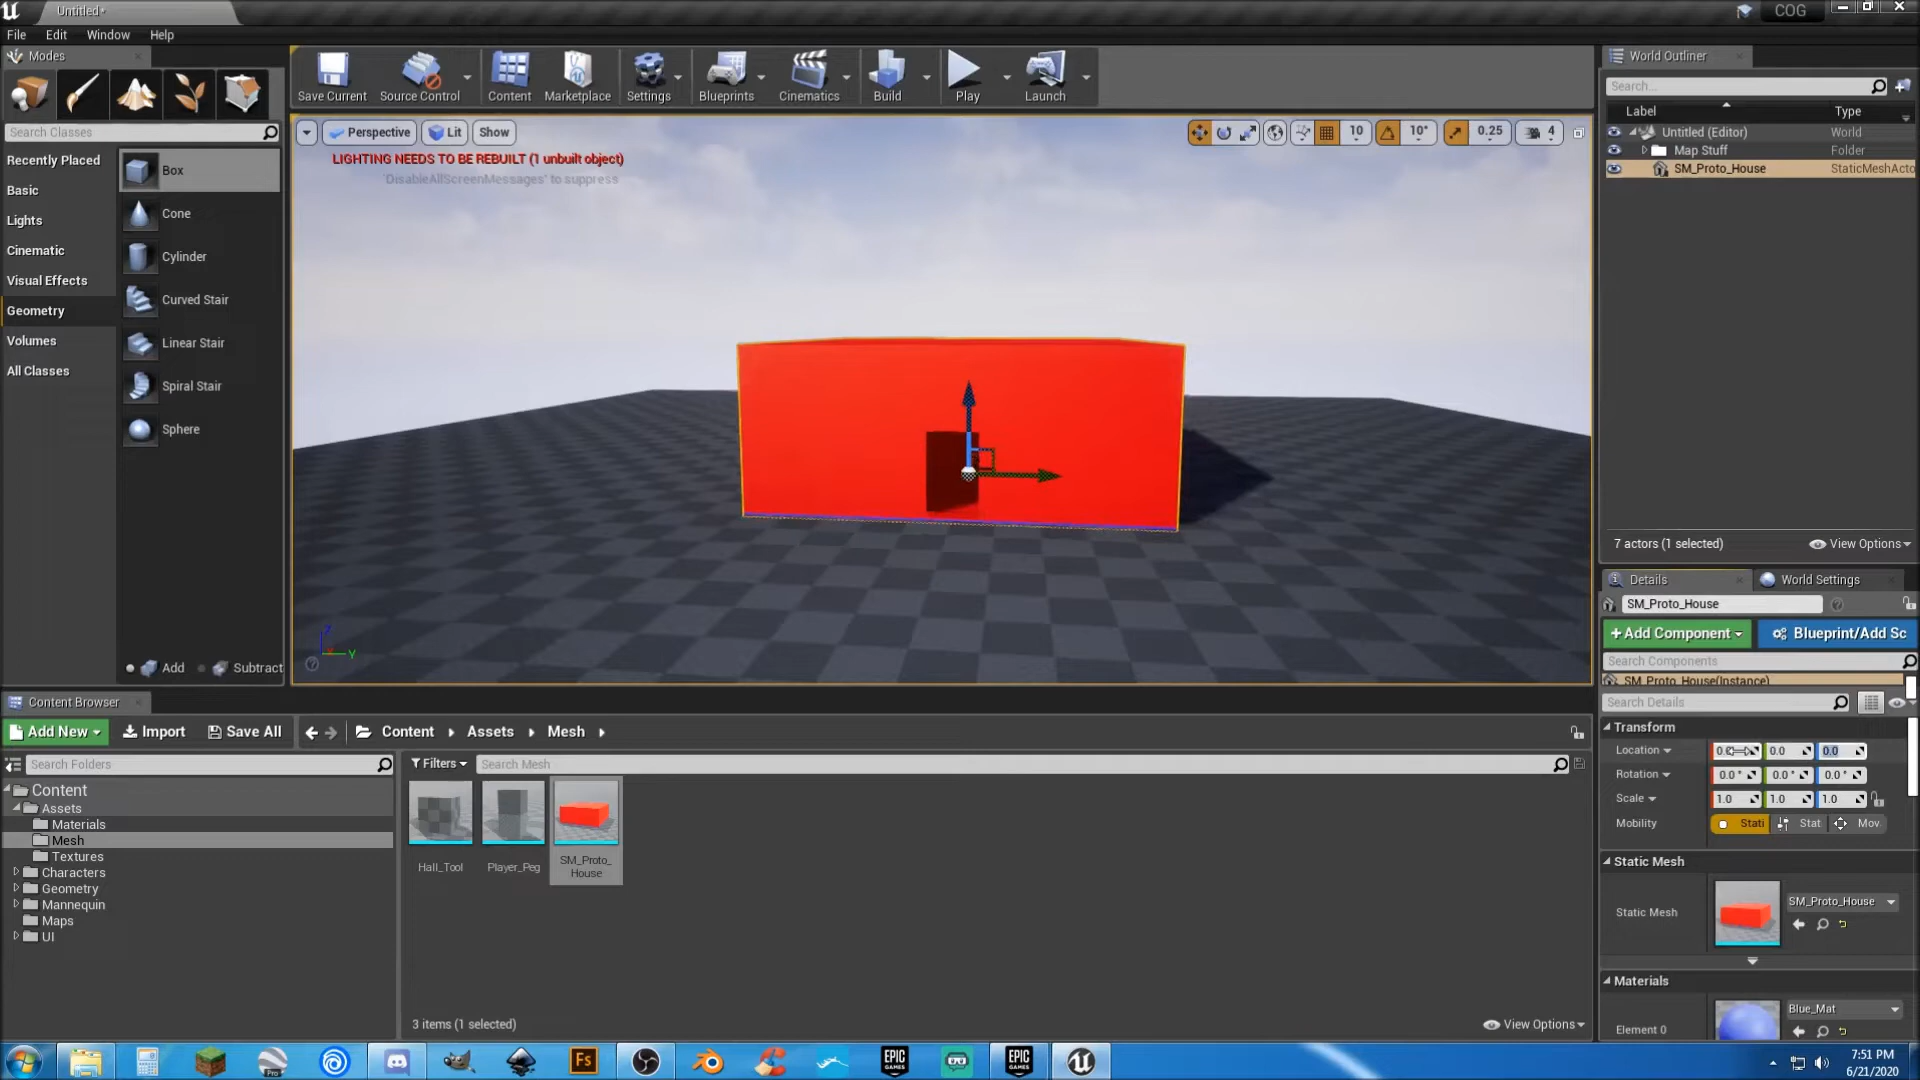 Untitled*
COG
File Edit Window Help
Modes
Search Classes
Recently Placed
Basic
Lights
Cinematic
Visual Effects
Geometry
Volumes
All Classes
Box
Cone
Cylinder
Curved Stair
Linear Stair
Spiral Stair
Sphere
Add Subtract
Save Current Source Control Content Marketplace Settings Blueprints Cinematics Build Play Launch
Perspective Lit Show
10 10° 0.25 4
LIGHTING NEEDS TO BE REBUILT (1 unbuilt object)
'DisableAllScreenMessages' to suppress
Z
X Y
World Outliner
Search...
Label Type
Untitled (Editor) World
Map Stuff Folder
SM_Proto_House StaticMeshActo
7 actors (1 selected) View Options
Details World Settings
SM_Proto_House
+Add Component Blueprint/Add Sc
Search Components
SM_Proto_House(Instance)
Search Details
Transform
Location 0.0 0.0 0.0
Rotation 0.0° 0.0° 0.0°
Scale 1.0 1.0 1.0
Mobility Stati Stat Mov
Static Mesh
Static Mesh SM_Proto_House
Materials
Element 0 Blue_Mat
Content Browser
Add New Import Save All Content Assets Mesh
Search Folders
Filters Search Mesh
Content
Assets
Materials
Mesh
Textures
Characters
Geometry
Mannequin
Maps
UI
Hall_Tool
Player_Peg
SM_Proto_
House
3 items (1 selected) View Options
Pro
Fs
EPIC
GAMES
EPIC
GAMES
7:51 PM
6/21/2020